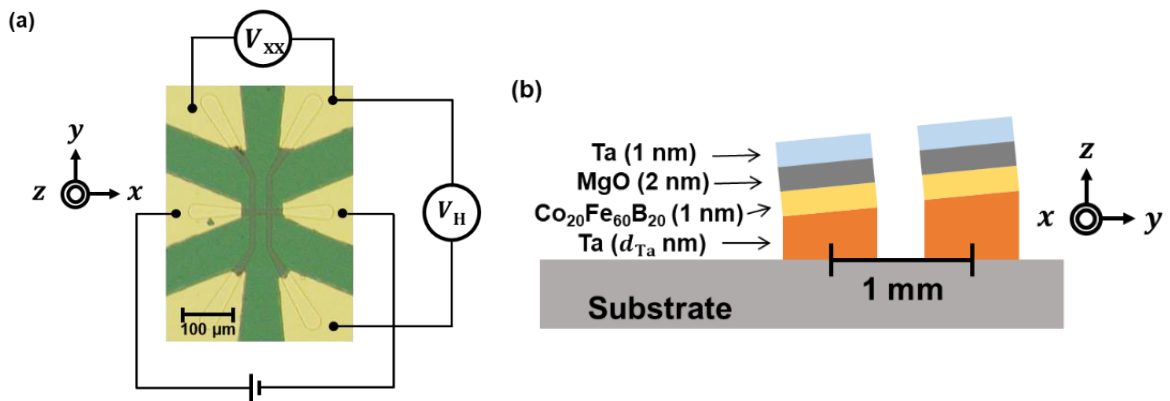 (a)
V_XX
y
z
x
V_H
100 μm
(b)
Ta (1 nm)
MgO (2 nm)
Co₂₀Fe₆₀B₂₀ (1 nm)
Ta (d_Ta nm)
z
x
y
1 mm
Substrate